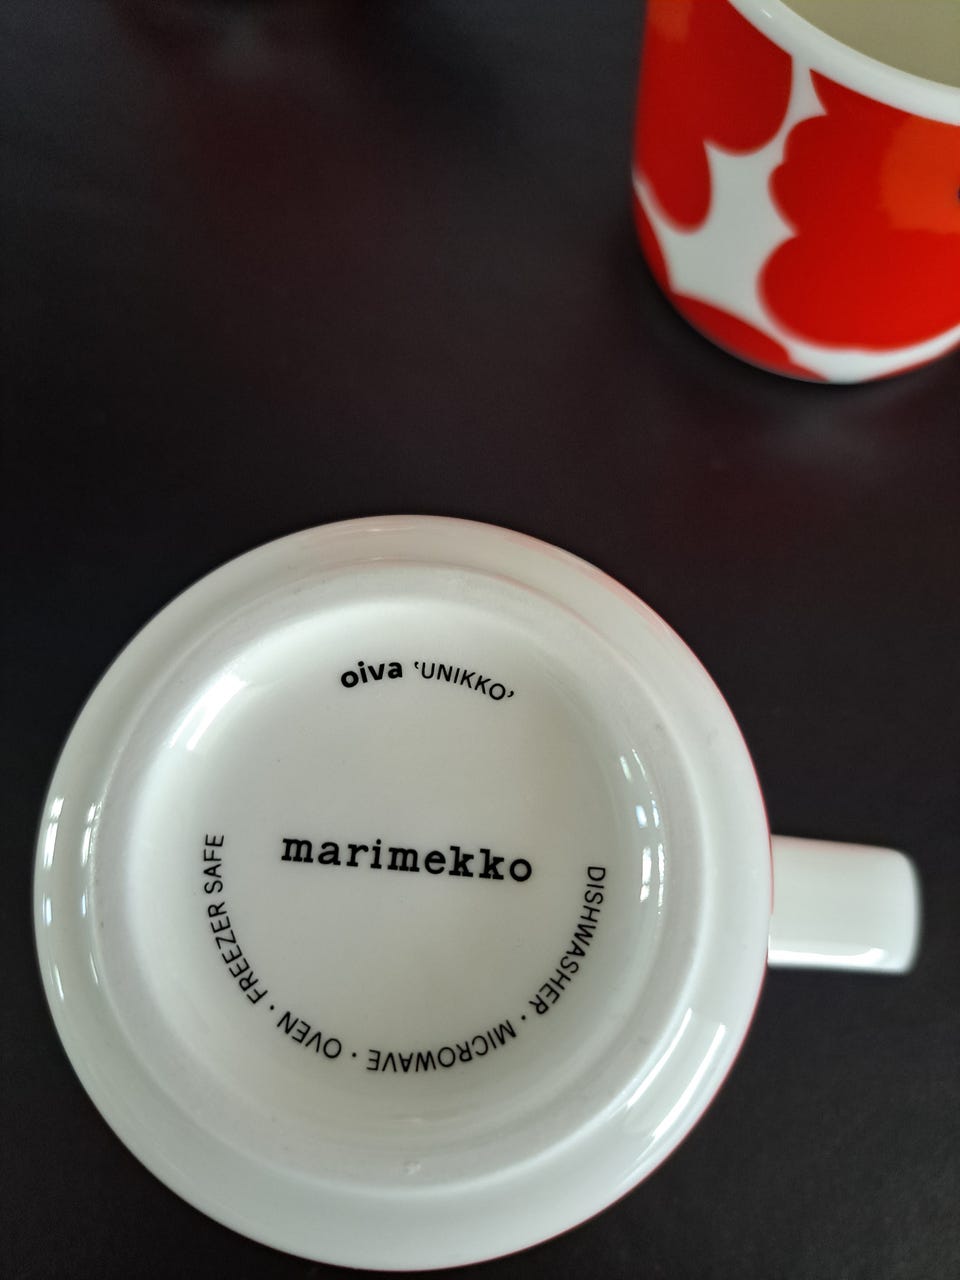 oiva ‘UNIKKO’
marimekko
DISHWASHER · MICROWAVE · OVEN · FREEZER SAFE